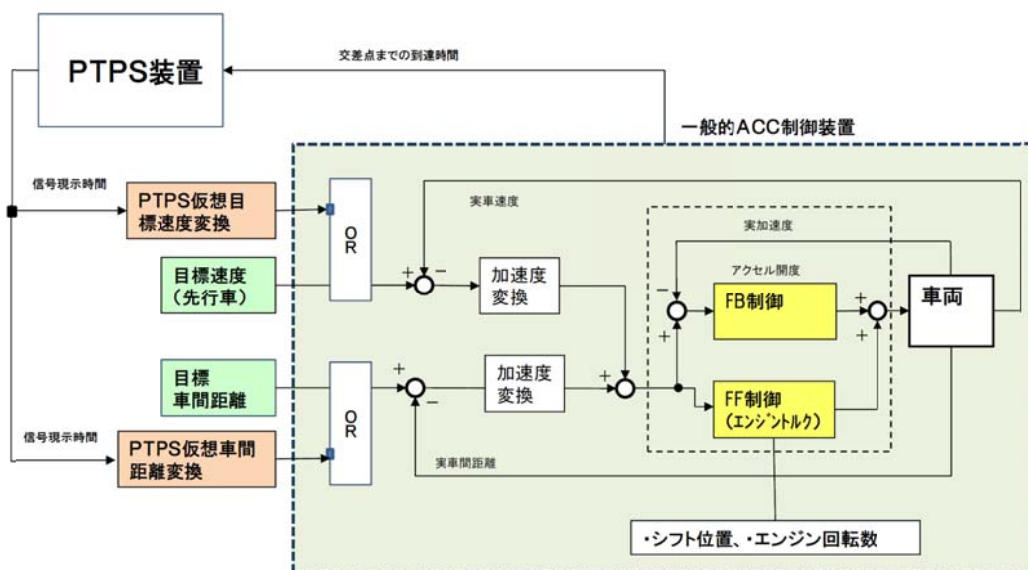 PTPS装置
交差点までの到達時間
一般的ACC制御装置
信号現示時間
PTPS仮想目
標速度変換
OR
実車速度
実加速度
目標速度
(先行車)
+
−
加速度
変換
アクセル開度
−
FB制御
+
+
車両
+
目標
車間距離
+
−
加速度
変換
+
+
FF制御
(エンジントルク)
OR
信号現示時間
PTPS仮想車間
距離変換
実車間距離
・シフト位置、・エンジン回転数